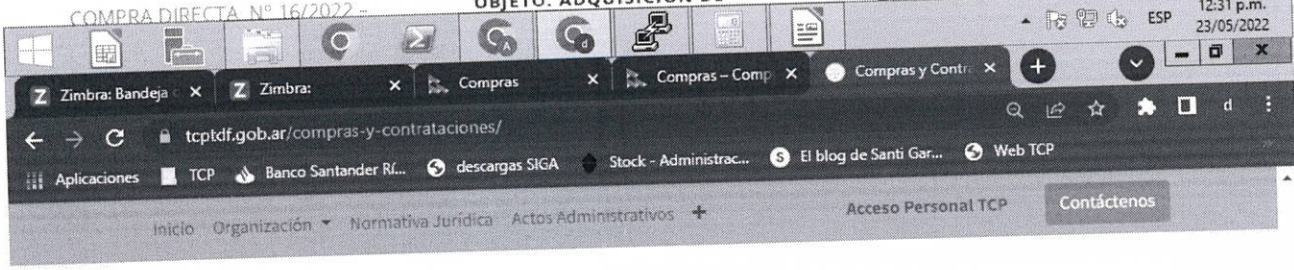 COMPRA DIRECTA Nº 16/2022 –
OBJETO: ADQUISICIÓN DE
ESP
12:31 p.m.
23/05/2022
Zimbra: Bandeja
Zimbra:
Compras
Compras – Comp
Compras y Contr
tcptdf.gob.ar/compras-y-contrataciones/
d
Aplicaciones TCP Banco Santander Rí... descargas SIGA Stock - Administrac... El blog de Santi Gar... Web TCP
Inicio Organización Normativa Jurídica Actos Administrativos + Acceso Personal TCP Contáctenos